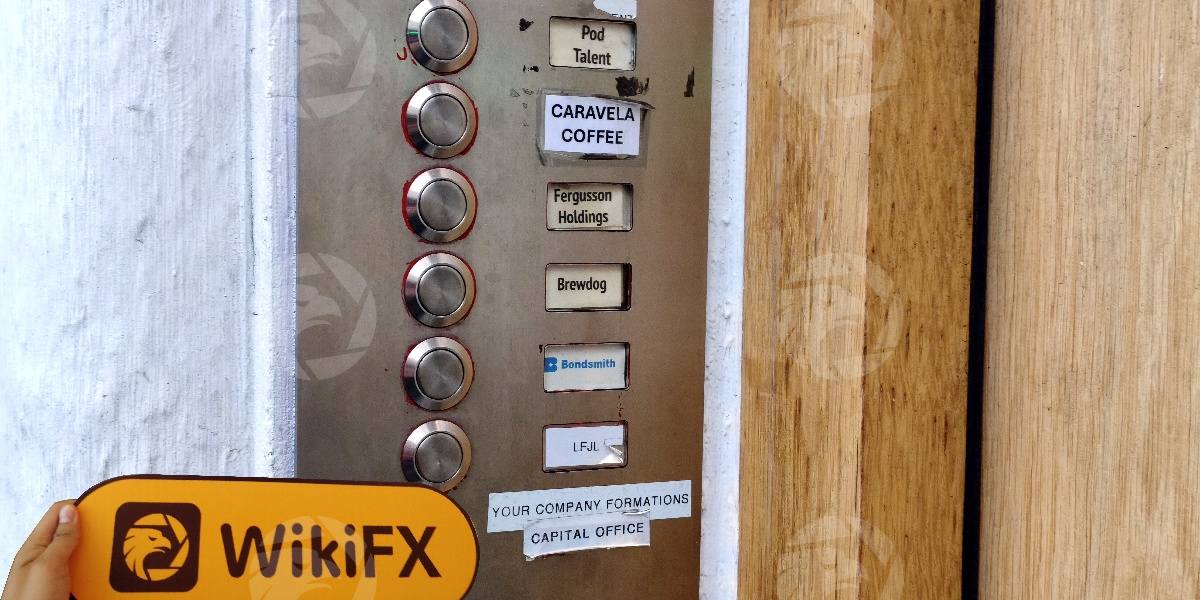 Pod
Talent
CARAVELA
COFFEE
Fergusson
Holdings
Brewdog
Bondsmith
LFJL
YOUR COMPANY FORMATIONS
CAPITAL OFFICE
WikiFX